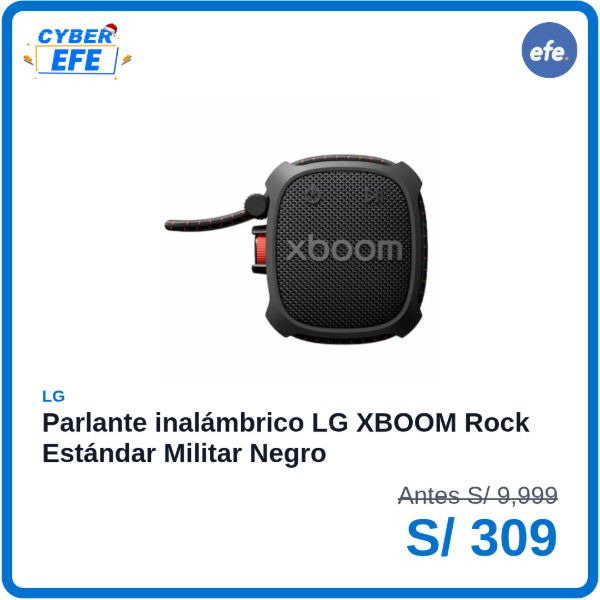 CYBER
EFE
efe.
xboom
LG
Parlante inalámbrico LG XBOOM Rock
Estándar Militar Negro
Antes S/ 9,999
S/ 309